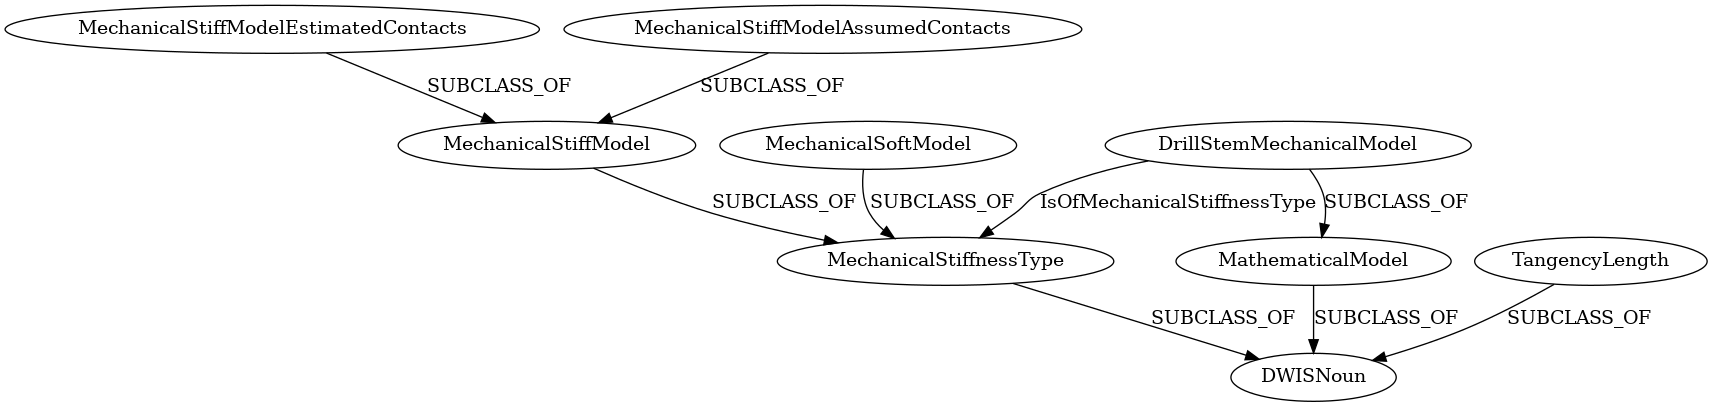 MechanicalStiffModelEstimatedContacts
MechanicalStiffModelAssumedContacts
SUBCLASS_OF
SUBCLASS_OF
MechanicalStiffModel
MechanicalSoftModel
DrillStemMechanicalModel
SUBCLASS_OF
SUBCLASS_OF
IsOfMechanicalStiffnessType
SUBCLASS_OF
MechanicalStiffnessType
MathematicalModel
TangencyLength
SUBCLASS_OF
SUBCLASS_OF
SUBCLASS_OF
DWISNoun